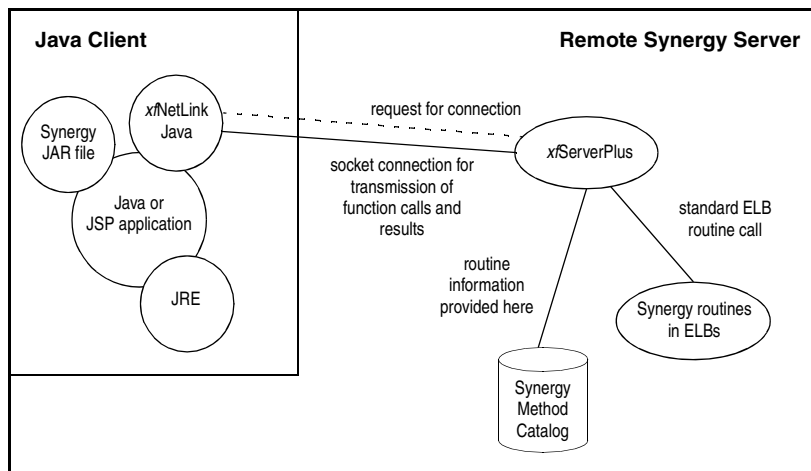 Java Client
Remote Synergy Server
xfNetLink
Java
Synergy
JAR file
Java or
JSP application
JRE
request for connection
socket connection for
transmission of
function calls and
results
xfServerPlus
standard ELB
routine call
routine
information
provided here
Synergy routines
in ELBs
Synergy
Method
Catalog